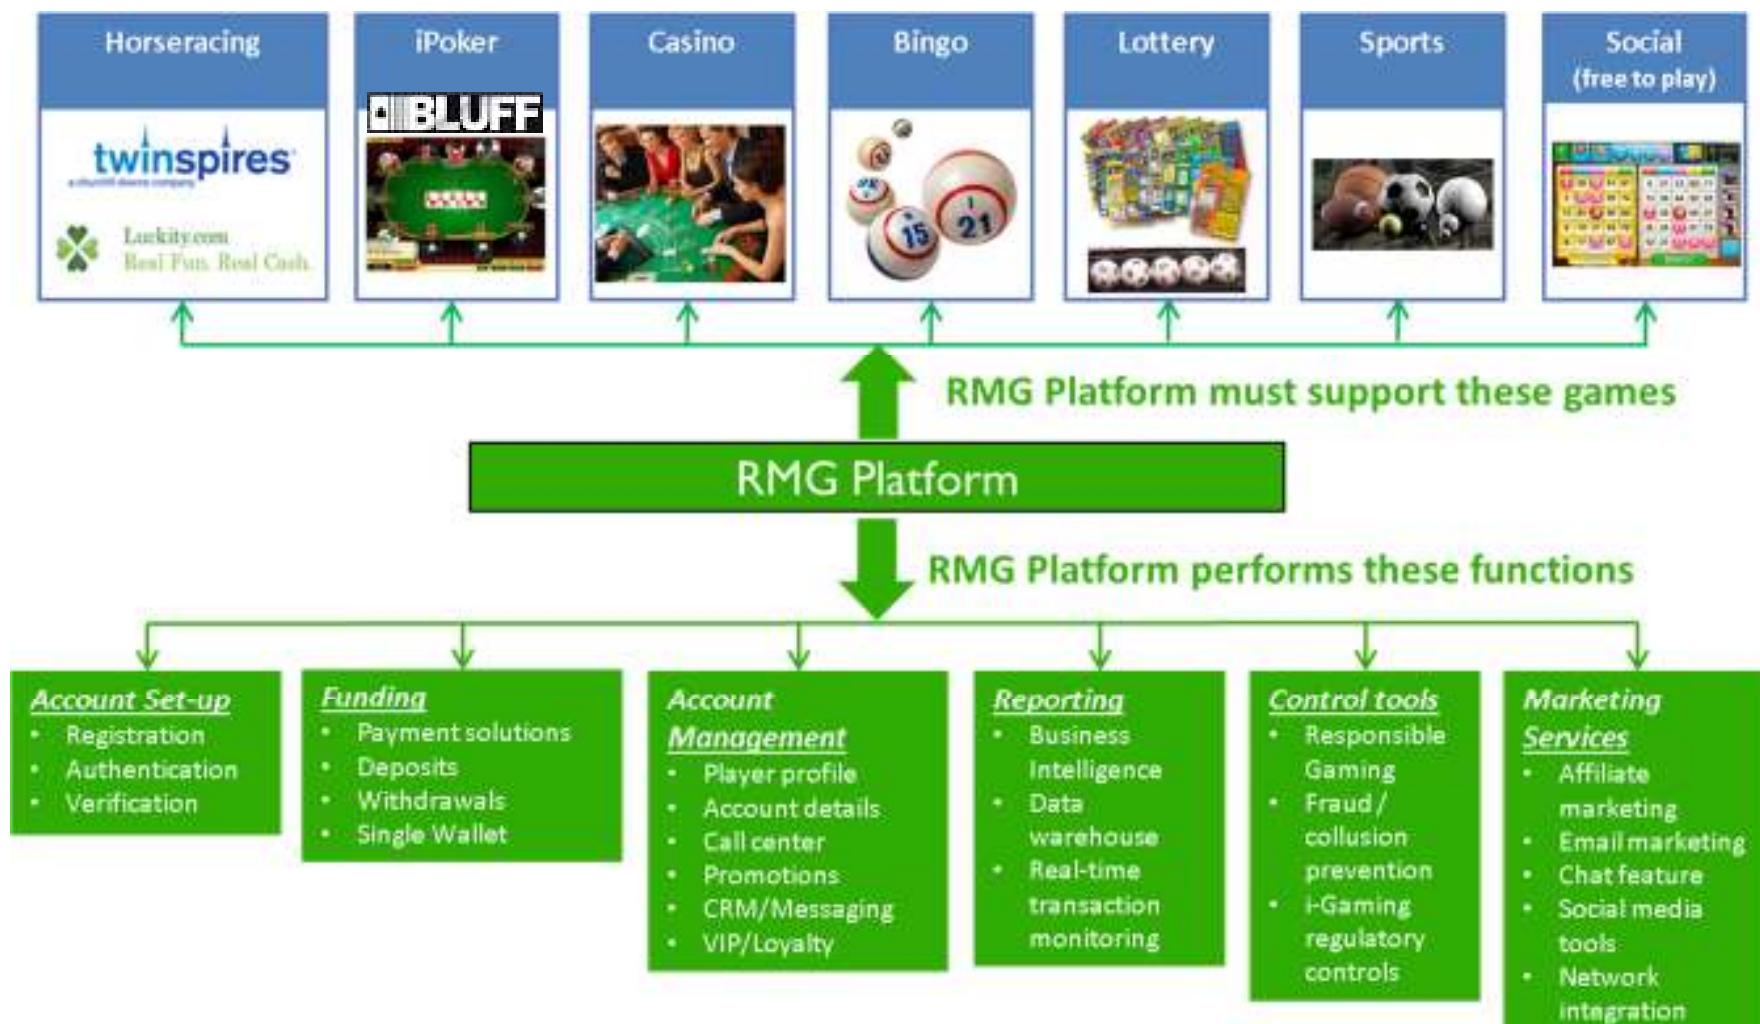 Horseracing
iPoker
Casino
Bingo
Lottery
Sports
Social
(free to play)
twinspires
a churchill downs company
Luckity.com
Real Fun. Real Cash.
BLUFF
15
21
RMG Platform must support these games
RMG Platform
RMG Platform performs these functions
Account Set-up
• Registration
• Authentication
• Verification
Funding
• Payment solutions
• Deposits
• Withdrawals
• Single Wallet
Account
Management
• Player profile
• Account details
• Call center
• Promotions
• CRM/Messaging
• VIP/Loyalty
Reporting
• Business
Intelligence
• Data
warehouse
• Real-time
transaction
monitoring
Control tools
• Responsible
Gaming
• Fraud /
collusion
prevention
• i-Gaming
regulatory
controls
Marketing
Services
• Affiliate
marketing
• Email marketing
• Chat feature
• Social media
tools
• Network
integration